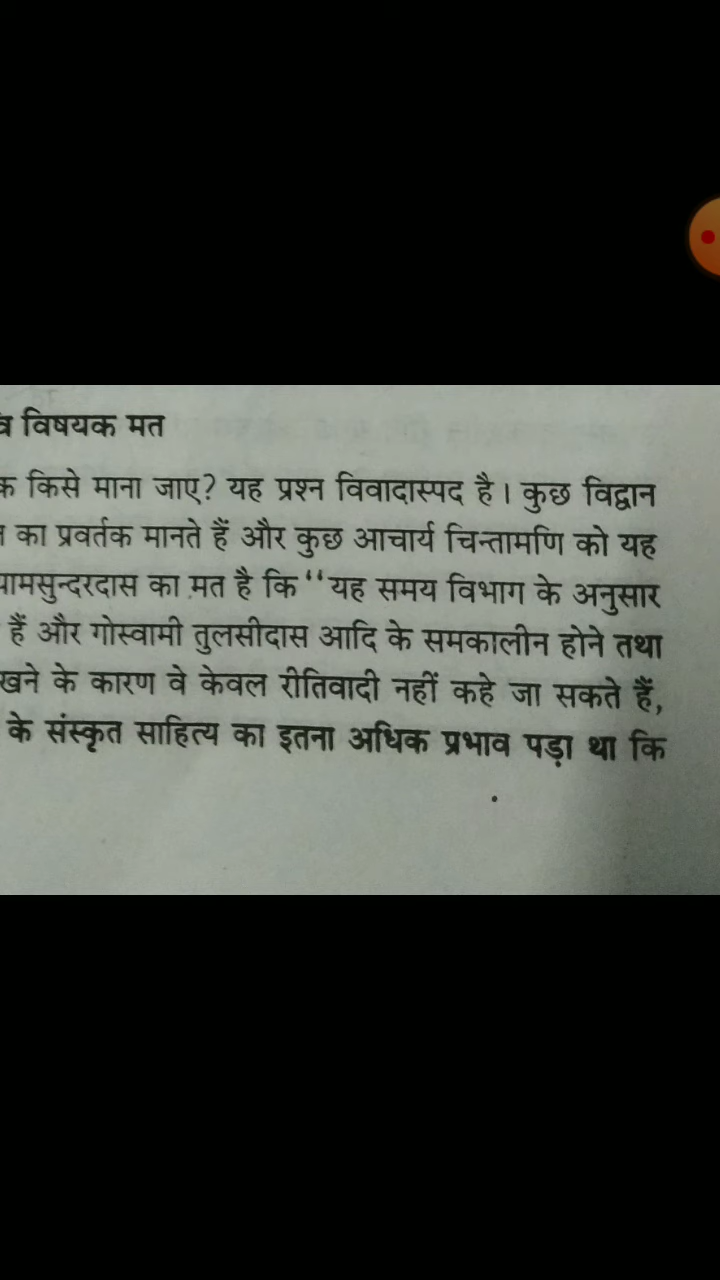 विषयक मत
किसे माना जाए? यह प्रश्न विवादास्पद है। कुछ विद्वान
का प्रवर्तक मानते हैं और कुछ आचार्य चिन्तामणि को यह
यामसुन्दरदास का मत है कि "यह समय विभाग के अनुसार
हैं और गोस्वामी तुलसीदास आदि के समकालीन होने तथा
खने के कारण वे केवल रीतिवादी नहीं कहे जा सकते हैं,
के संस्कृत साहित्य का इतना अधिक प्रभाव पड़ा था कि